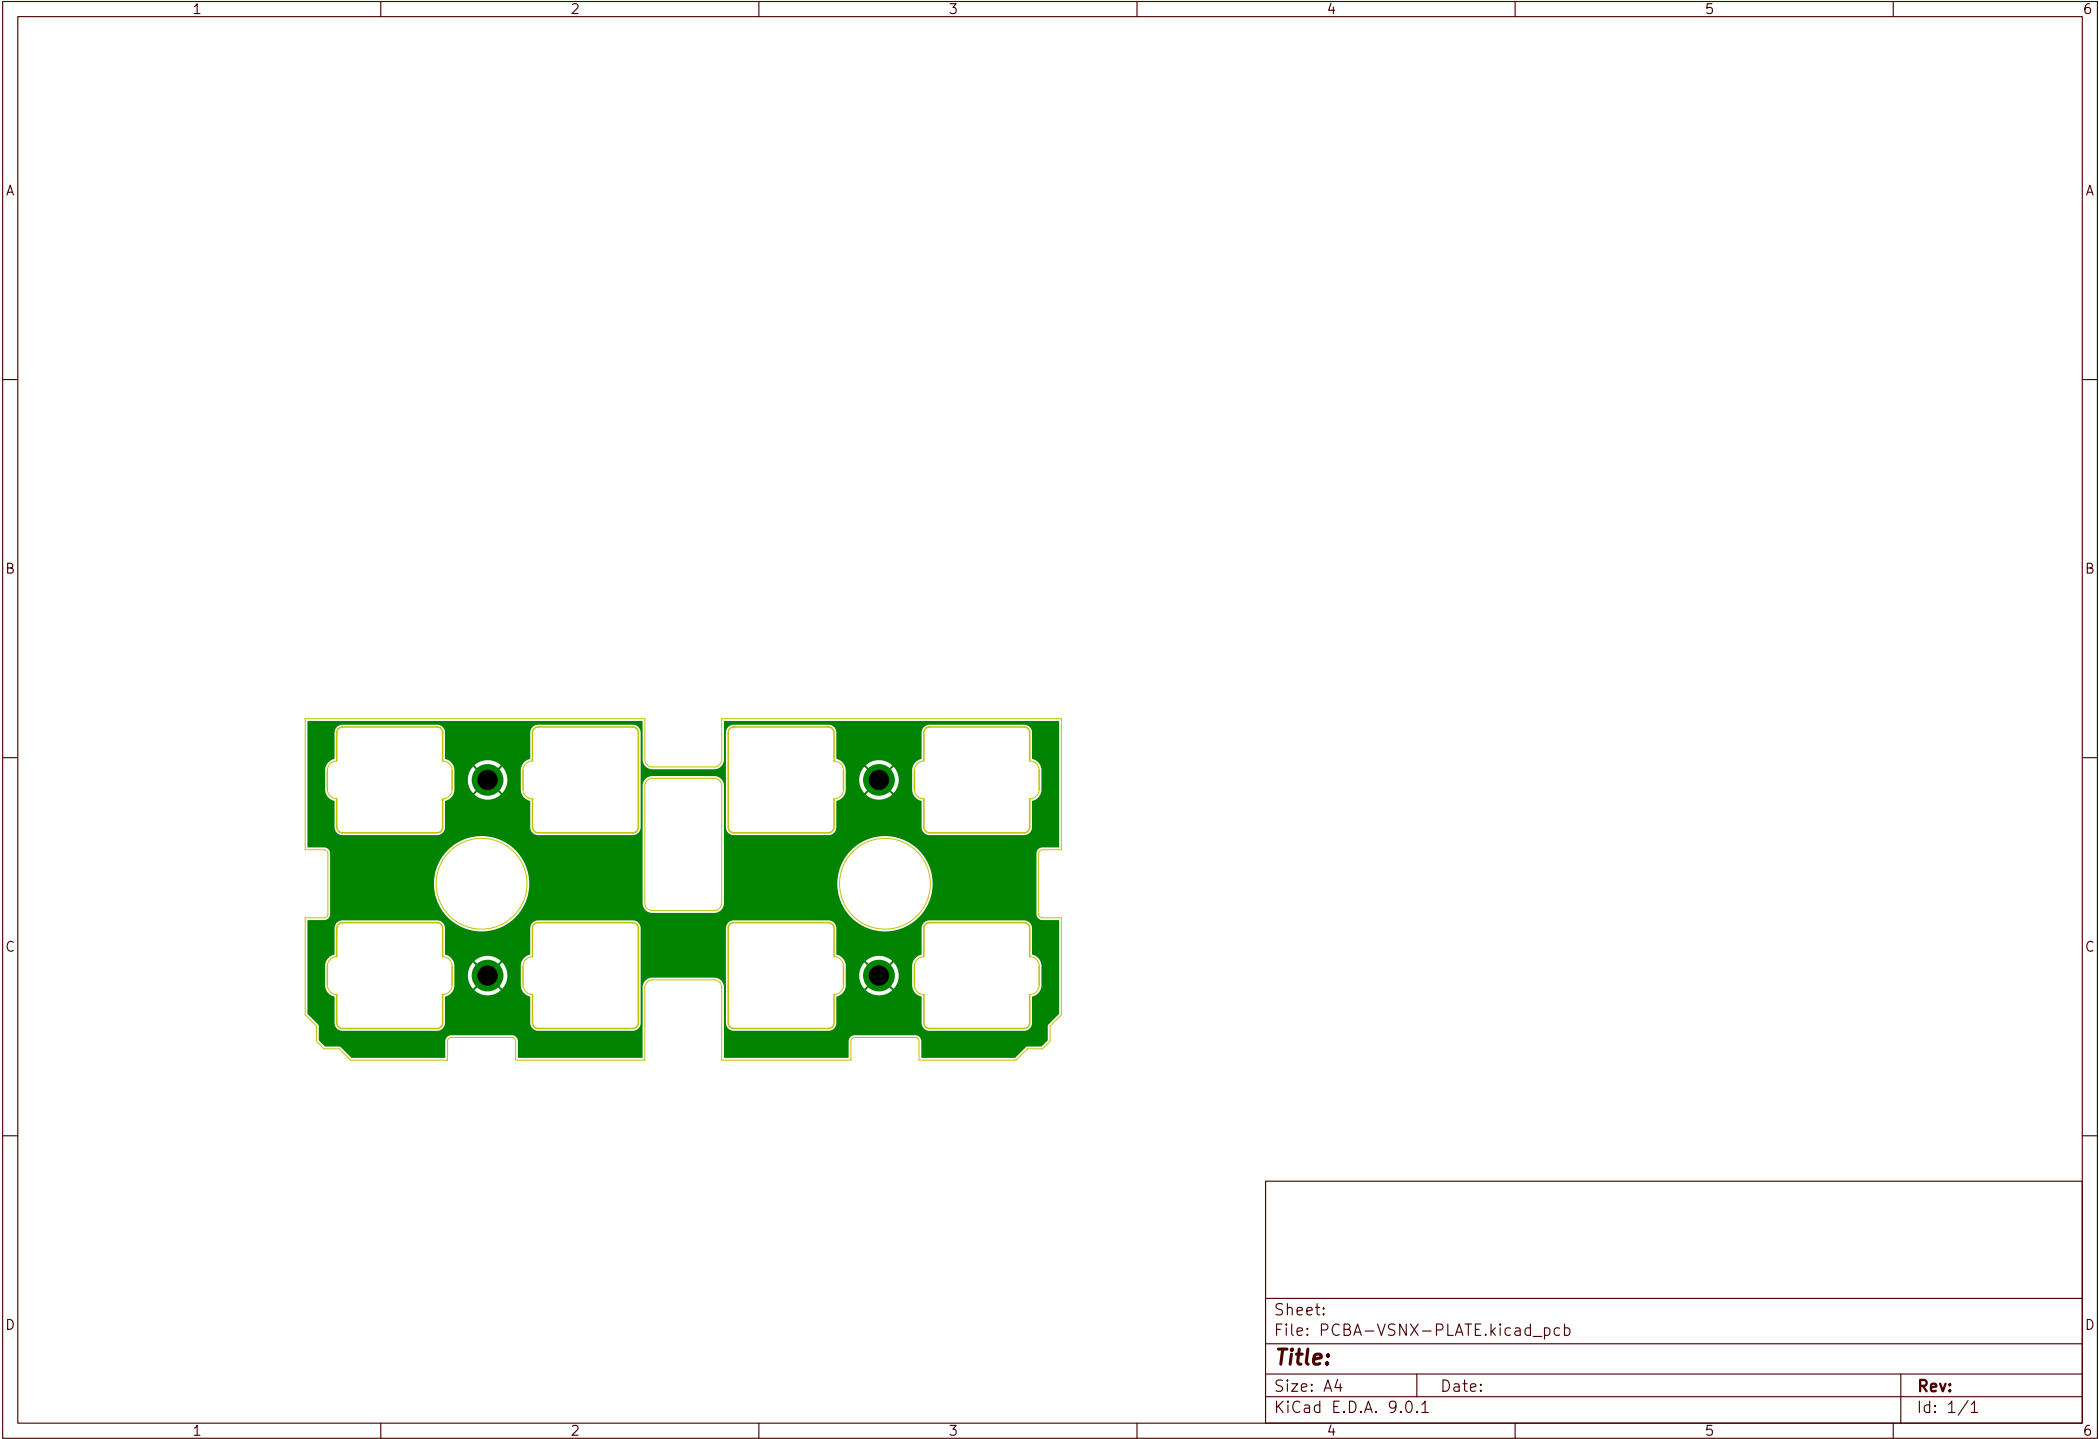 1 2 3 4 5 6
A A
B B
C C
D D
Sheet:
File: PCBA-VSNX-PLATE.kicad_pcb
Title:
Size: A4 Date: Rev:
KiCad E.D.A. 9.0.1 Id: 1/1
1 2 3 4 5 6